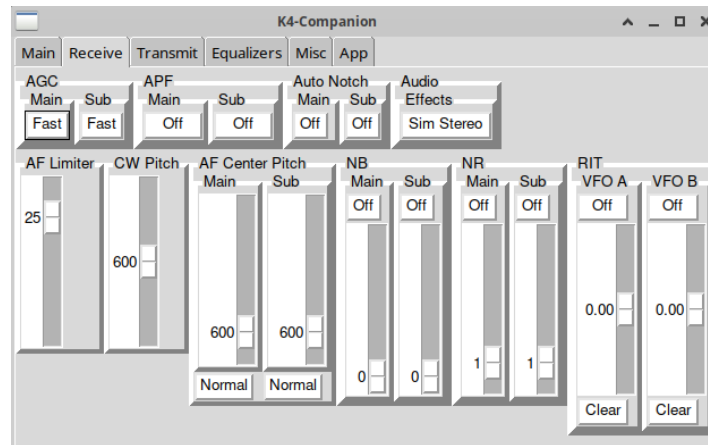 K4-Companion
Main Receive Transmit Equalizers Misc App
AGC APF Auto Notch Audio
Main Sub Main Sub Main Sub Effects
Fast Fast Off Off Off Off Sim Stereo
AF Limiter CW Pitch AF Center Pitch NB NR RIT
Main Sub Main Sub Main Sub VFO A VFO B
Off Off Off Off Off Off
25
600
0.00 0.00
600 600
1 1
0 0
Normal Normal
Clear Clear